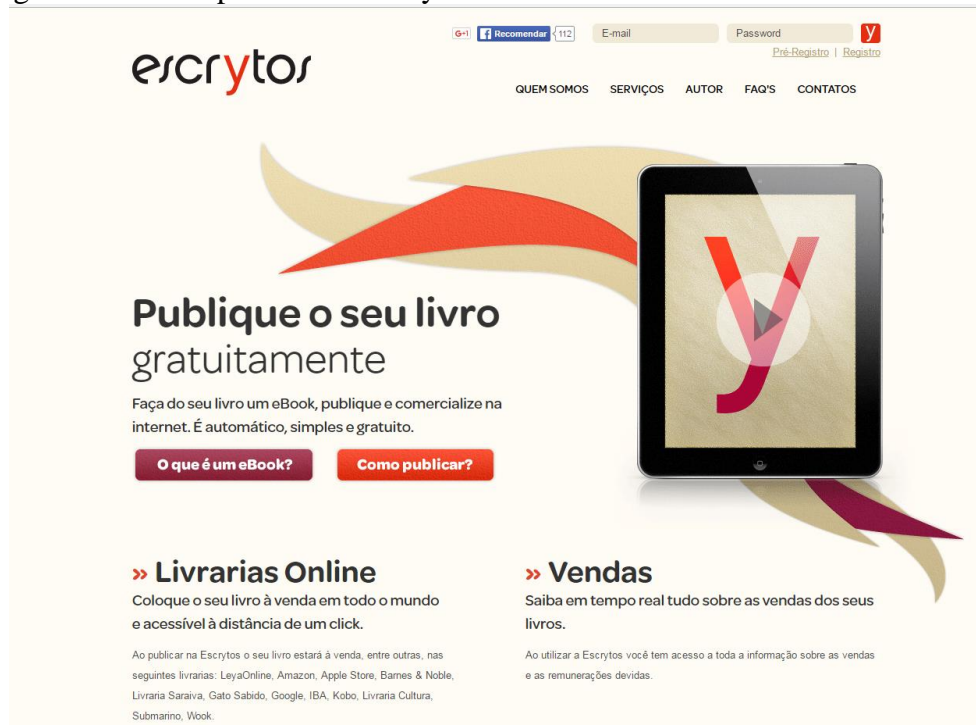 G+1 Recomendar 112 E-mail Password y
Pré-Registro | Registro
escrytos
QUEM SOMOS SERVIÇOS AUTOR FAQ'S CONTATOS
y
Publique o seu livro
gratuitamente
Faça do seu livro um eBook, publique e comercialize na
internet. É automático, simples e gratuito.
O que é um eBook? Como publicar?
» Livrarias Online
Coloque o seu livro à venda em todo o mundo
e acessível à distância de um click.
Ao publicar na Escrytos o seu livro estará à venda, entre outras, nas
seguintes livrarias: LeyaOnline, Amazon, Apple Store, Barnes & Noble,
Livraria Saraiva, Gato Sabido, Google, IBA, Kobo, Livraria Cultura,
Submarino, Wook.
» Vendas
Saiba em tempo real tudo sobre as vendas dos seus
livros.
Ao utilizar a Escrytos você tem acesso a toda a informação sobre as vendas
e as remunerações devidas.